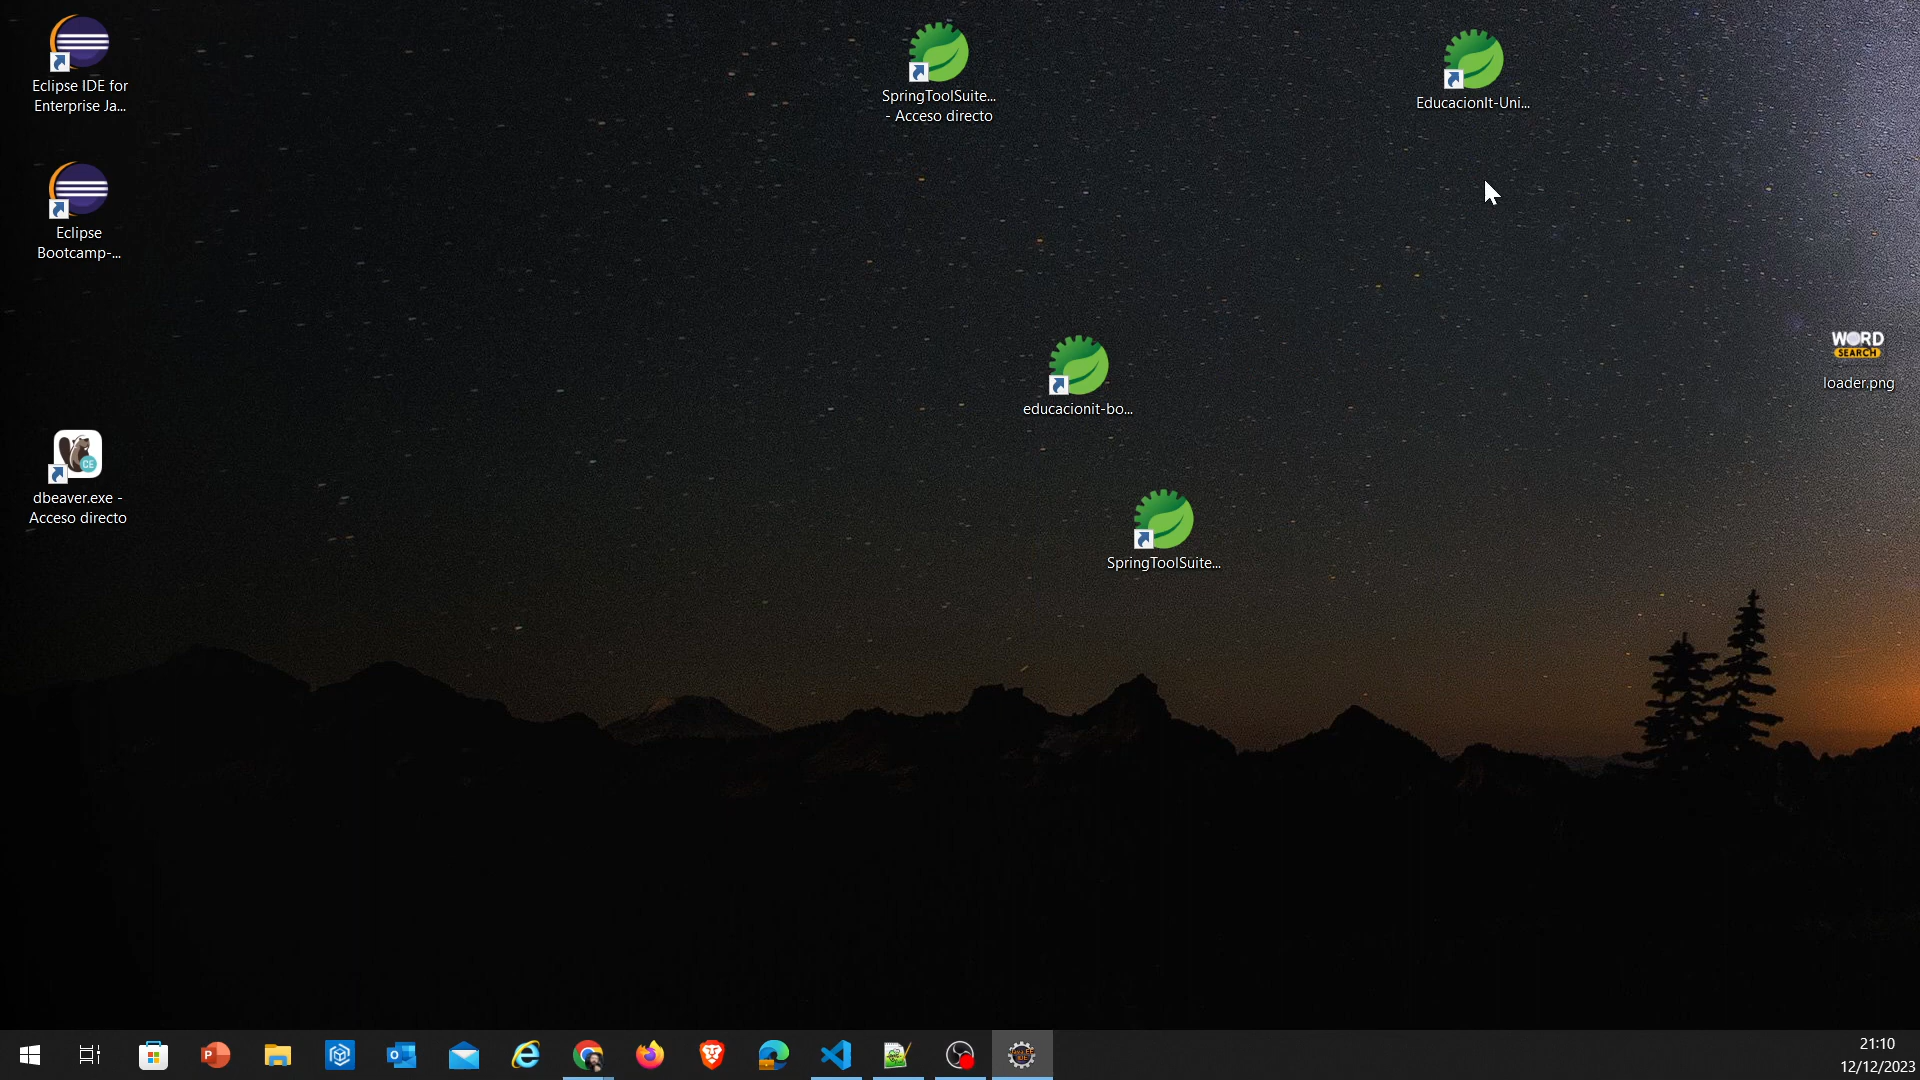 Eclipse IDE for
Enterprise Ja...
SpringToolSuite...
- Acceso directo
EducacionIt-Uni...
Eclipse
Bootcamp-...
WORD
SEARCH
loader.png
educacionit-bo...
CE
dbeaver.exe -
Acceso directo
SpringToolSuite...
21:10
12/12/2023